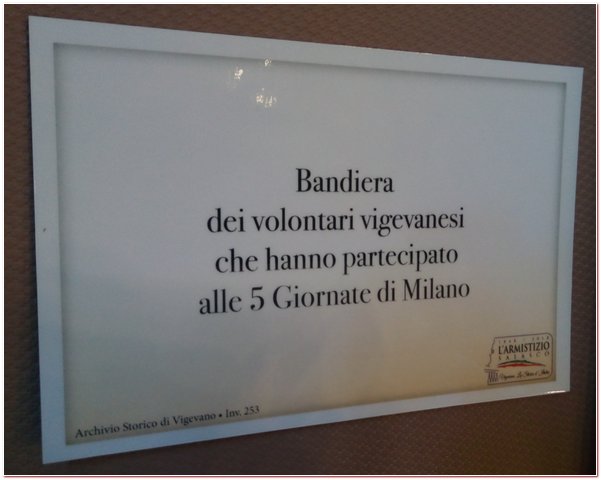 Bandiera
dei volontari vigevanesi
che hanno partecipato
alle 5 Giornate di Milano
L'ARMISTIZIO
SALASCO
Archivio Storico di Vigevano • Inv. 253